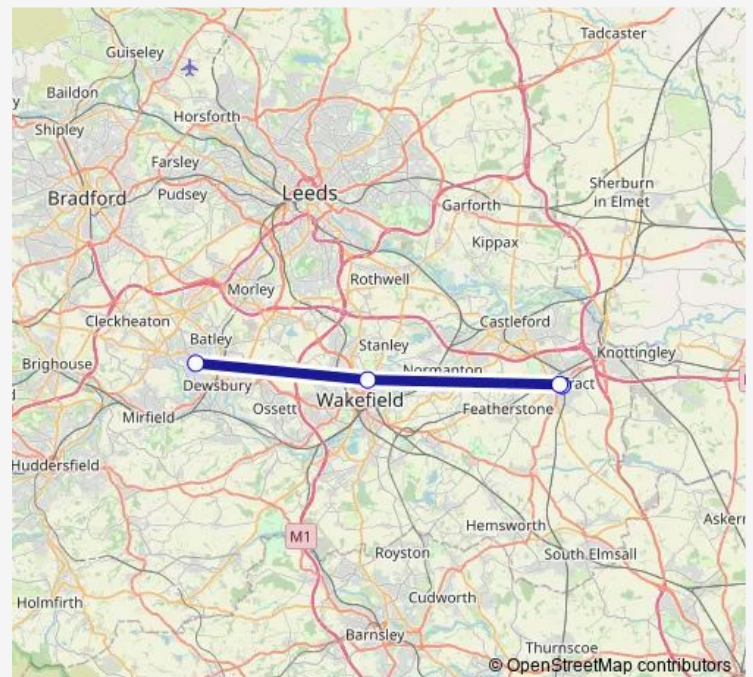 Tadcaster
Guiseley
Baildon
Horsforth
Shipley
Farsley
Bradford
Pudsey
Leeds
Sherburn
in Elmet
Garforth
Kippax
Rothwell
Morley
Cleckheaton
Castleford
Batley
Stanley
Knottingley
Brighouse
Normanton
Dewsbury
ract
Wakefield
Ossett
Featherstone
Mirfield
Huddersfield
Hemsworth
Asker
M1
Royston
South Elmsall
Holmfirth
Cudworth
Barnsley
Thurnscoe
© OpenStreetMap contributors